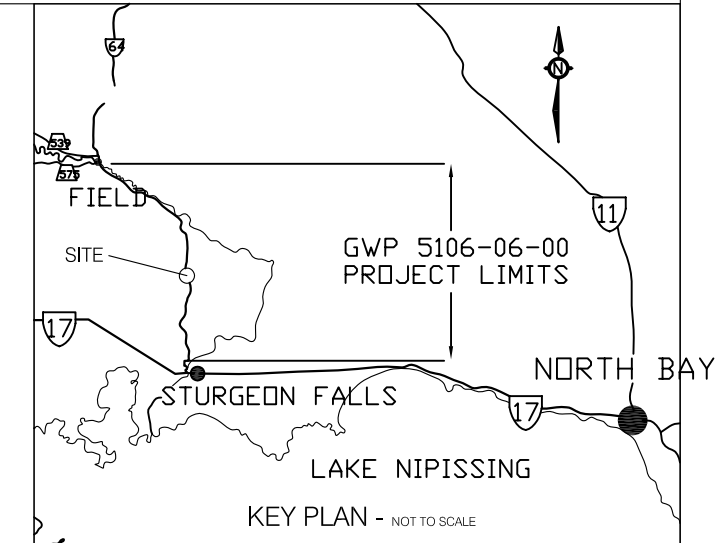 64
N
539
575
FIELD
11
SITE
GWP 5106-06-00
PROJECT LIMITS
17
NORTH BAY
STURGEON FALLS
17
LAKE NIPISSING
KEY PLAN - NOT TO SCALE